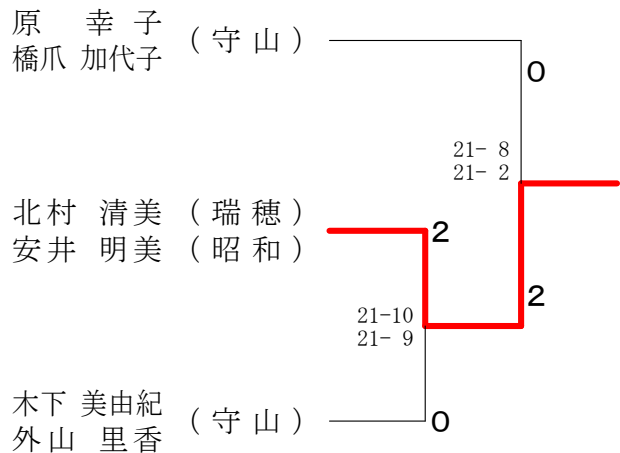 原 幸 子 (守 山)
橋爪 加代子
0
21- 8
21- 2
北村 清美 (瑞 穂)
安井 明美 (昭 和)
2
2
21-10
21- 9
木下 美由紀 (守 山)
外山 里香
0